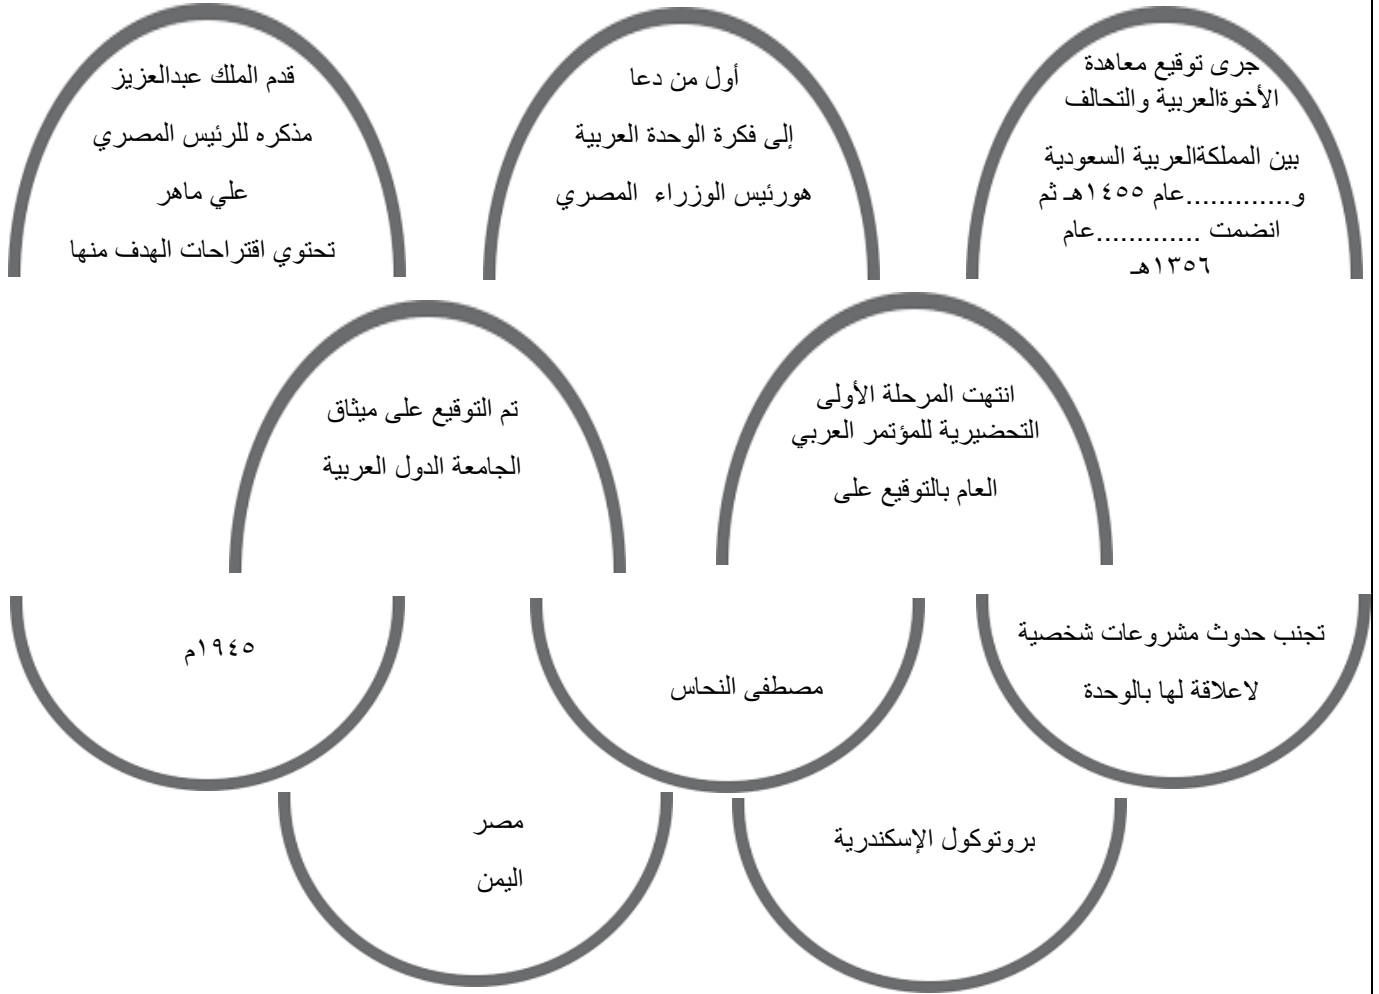 جرى توقيع معاهدة
الأخوةالعربية والتحالف
بين المملكةالعربية السعودية
و.............عام ١٤٥٥هـ ثم
انضمت .............عام
١٣٥٦هـ
أول من دعا
إلى فكرة الوحدة العربية
هورئيس الوزراء المصري
قدم الملك عبدالعزيز
مذكره للرئيس المصري
علي ماهر
تحتوي اقتراحات الهدف منها
انتهت المرحلة الأولى
التحضيرية للمؤتمر العربي
العام بالتوقيع على
تم التوقيع على ميثاق
الجامعة الدول العربية
تجنب حدوث مشروعات شخصية
لاعلاقة لها بالوحدة
مصطفى النحاس
١٩٤٥م
بروتوكول الإسكندرية
مصر
اليمن